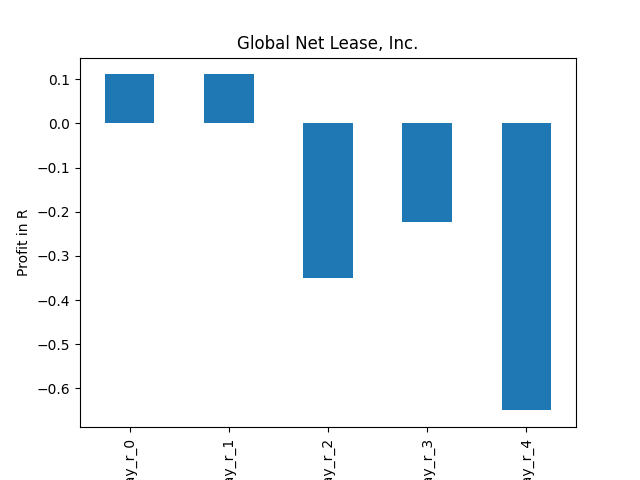 Global Net Lease, Inc.
Profit in R
0.1
0.0
−0.1
−0.2
−0.3
−0.4
−0.5
−0.6
ay_r_0
ay_r_1
ay_r_2
ay_r_3
ay_r_4